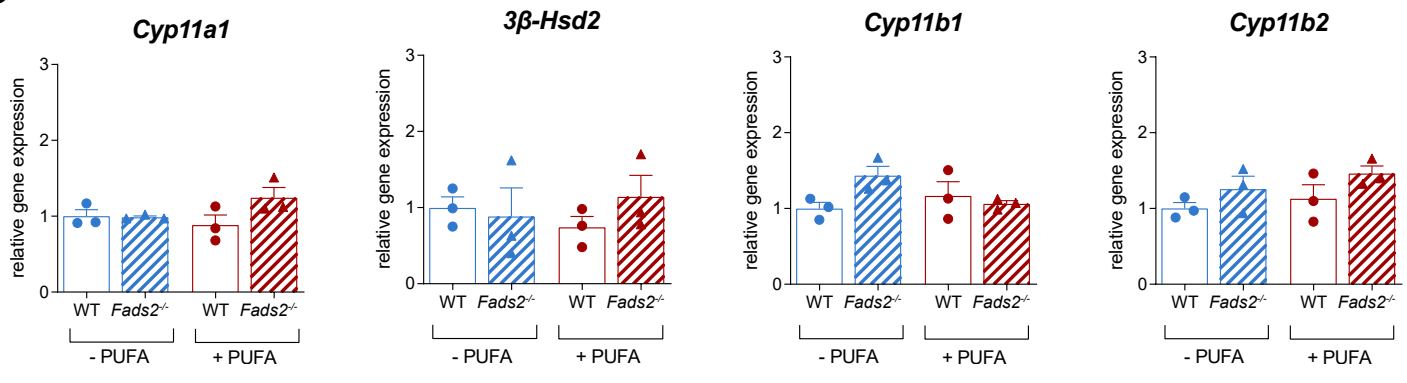 Cyp11a1
relative gene expression
3
2
1
0
WT Fads2-/- WT Fads2-/-
- PUFA + PUFA
3β-Hsd2
relative gene expression
3
2
1
0
WT Fads2-/- WT Fads2-/-
- PUFA + PUFA
Cyp11b1
relative gene expression
3
2
1
0
WT Fads2-/- WT Fads2-/-
- PUFA + PUFA
Cyp11b2
relative gene expression
3
2
1
0
WT Fads2-/- WT Fads2-/-
- PUFA + PUFA